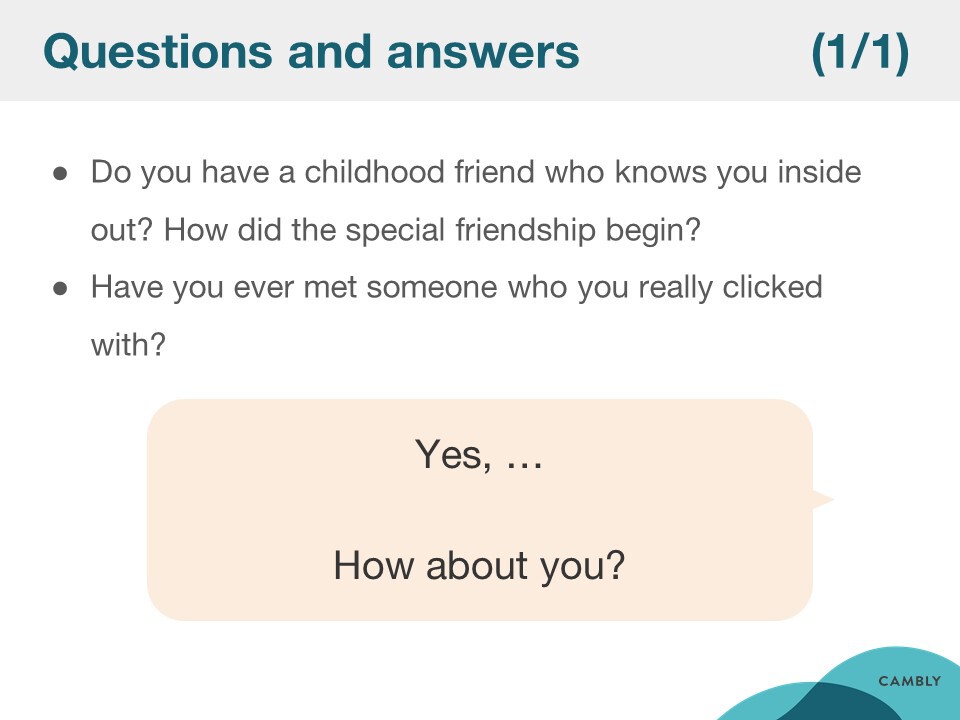 Questions and answers (1/1)
● Do you have a childhood friend who knows you inside
out? How did the special friendship begin?
● Have you ever met someone who you really clicked
with?
Yes, …
How about you?
CAMBLY